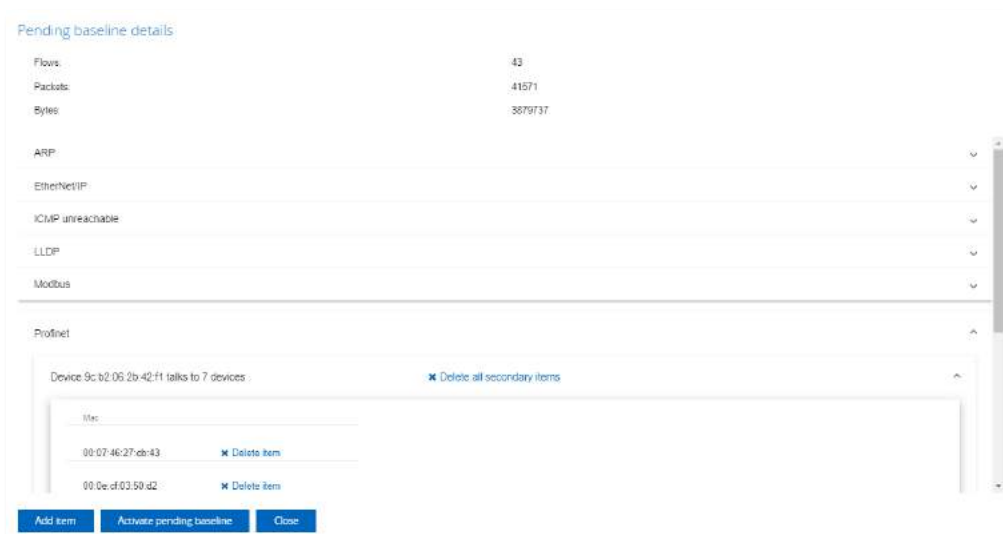 Pending baseline details
Flows: 43
Packets: 41571
Bytes: 3879737
ARP
EtherNet/IP
ICMP unreachable
LLDP
Modbus
Profinet
Device 9c:b2:06:2b:42:f1 talks to 7 devices : ✖ Delete all secondary items
Mac
00:07:46:27:cb:43 ✖ Delete item
00:0e:cf:03:50:d2 ✖ Delete item
Add item Activate pending baseline Close